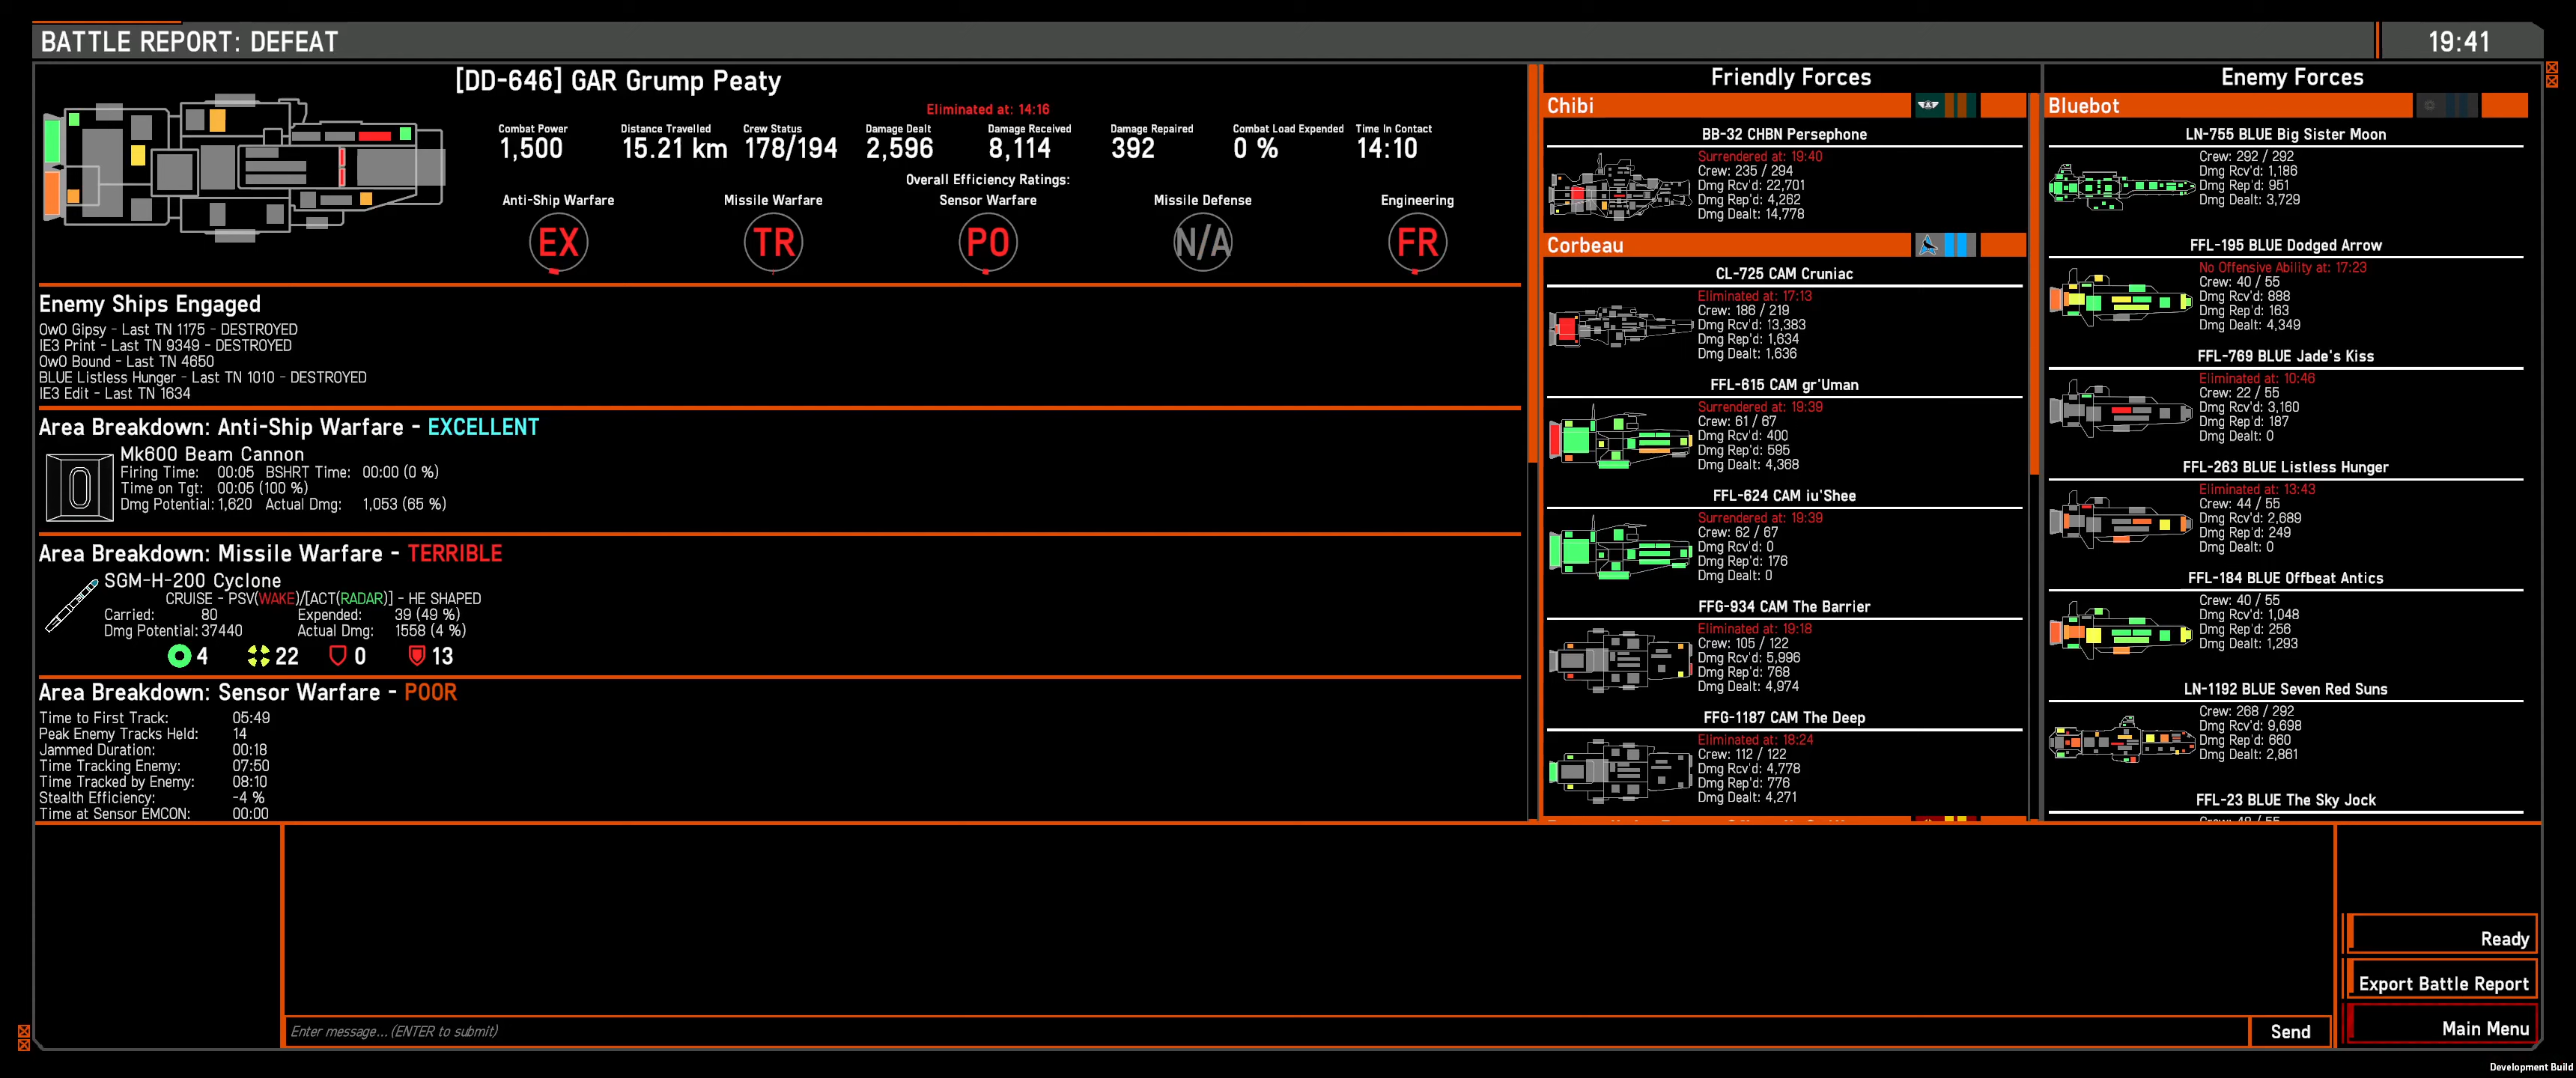 BATTLE REPORT: DEFEAT
19:41
[DD-646] GAR Grump Peaty
Eliminated at: 14:16
Combat Power
Distance Travelled
Crew Status
Damage Dealt
Damage Received
Damage Repaired
Combat Load Expended
Time In Contact
1,500
15.21 km
178/194
2,596
8,114
392
0 %
14:10
Overall Efficiency Ratings:
Anti-Ship Warfare
Missile Warfare
Sensor Warfare
Missile Defense
Engineering
EX
TR
PO
N/A
FR
Enemy Ships Engaged
OwO Gipsy - Last TN 1175 - DESTROYED
IE3 Print - Last TN 9349 - DESTROYED
OwO Bound - Last TN 4650
BLUE Listless Hunger - Last TN 1010 - DESTROYED
IE3 Edit - Last TN 1634
Area Breakdown: Anti-Ship Warfare - EXCELLENT
Mk600 Beam Cannon
Firing Time: 00:05 BSHRT Time: 00:00 (0 %)
Time on Tgt: 00:05 (100 %)
Dmg Potential: 1,620 Actual Dmg: 1,053 (65 %)
Area Breakdown: Missile Warfare - TERRIBLE
SGM-H-200 Cyclone
CRUISE - PSV(WAKE)/[ACT(RADAR)] - HE SHAPED
Carried: 80 Expended: 39 (49 %)
Dmg Potential: 37440 Actual Dmg: 1558 (4 %)
4 22 0 13
Area Breakdown: Sensor Warfare - POOR
Time to First Track: 05:49
Peak Enemy Tracks Held: 14
Jammed Duration: 00:18
Time Tracking Enemy: 07:50
Time Tracked by Enemy: 08:10
Stealth Efficiency: -4 %
Time at Sensor EMCON: 00:00
Friendly Forces
Chibi
BB-32 CHBN Persephone
Surrendered at: 19:40
Crew: 235 / 294
Dmg Rcv'd: 22,701
Dmg Rep'd: 4,262
Dmg Dealt: 14,778
Corbeau
CL-725 CAM Cruniac
Eliminated at: 17:13
Crew: 186 / 219
Dmg Rcv'd: 13,383
Dmg Rep'd: 1,634
Dmg Dealt: 1,636
FFL-615 CAM gr'Uman
Surrendered at: 19:39
Crew: 61 / 67
Dmg Rcv'd: 400
Dmg Rep'd: 595
Dmg Dealt: 4,368
FFL-624 CAM iu'Shee
Surrendered at: 19:39
Crew: 62 / 67
Dmg Rcv'd: 0
Dmg Rep'd: 176
Dmg Dealt: 0
FFG-934 CAM The Barrier
Eliminated at: 19:18
Crew: 105 / 122
Dmg Rcv'd: 5,996
Dmg Rep'd: 768
Dmg Dealt: 4,974
FFG-1187 CAM The Deep
Eliminated at: 18:24
Crew: 112 / 122
Dmg Rcv'd: 4,778
Dmg Rep'd: 776
Dmg Dealt: 4,271
Enemy Forces
Bluebot
LN-755 BLUE Big Sister Moon
Crew: 292 / 292
Dmg Rcv'd: 1,186
Dmg Rep'd: 951
Dmg Dealt: 3,729
FFL-195 BLUE Dodged Arrow
No Offensive Ability at: 17:23
Crew: 40 / 55
Dmg Rcv'd: 888
Dmg Rep'd: 163
Dmg Dealt: 4,349
FFL-769 BLUE Jade's Kiss
Eliminated at: 10:46
Crew: 22 / 55
Dmg Rcv'd: 3,160
Dmg Rep'd: 187
Dmg Dealt: 0
FFL-263 BLUE Listless Hunger
Eliminated at: 13:43
Crew: 44 / 55
Dmg Rcv'd: 2,689
Dmg Rep'd: 249
Dmg Dealt: 0
FFL-184 BLUE Offbeat Antics
Crew: 40 / 55
Dmg Rcv'd: 1,048
Dmg Rep'd: 256
Dmg Dealt: 1,293
LN-1192 BLUE Seven Red Suns
Crew: 268 / 292
Dmg Rcv'd: 9,698
Dmg Rep'd: 660
Dmg Dealt: 2,861
FFL-23 BLUE The Sky Jock
Enter message... (ENTER to submit)
Send
Ready
Export Battle Report
Main Menu
Development Build